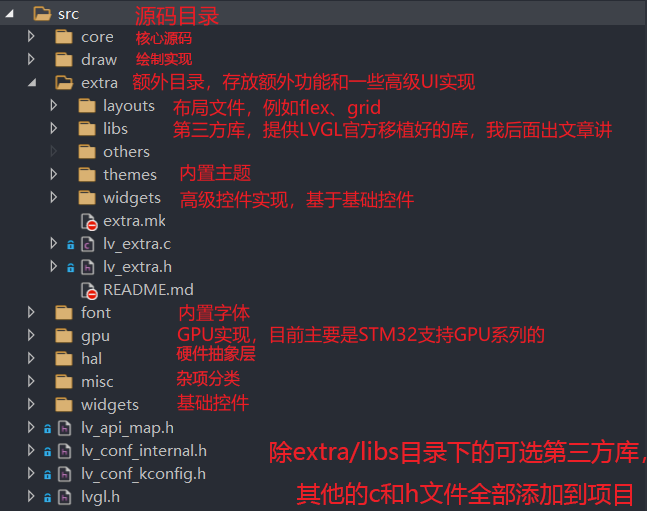 src 源码目录
core 核心源码
draw 绘制实现
extra 额外目录，存放额外功能和一些高级UI实现
layouts 布局文件，例如flex、grid
libs 第三方库，提供LVGL官方移植好的库，我后面出文章讲
others
themes 内置主题
widgets 高级控件实现，基于基础控件
extra.mk
lv_extra.c
lv_extra.h
README.md
font 内置字体
gpu GPU实现，目前主要是STM32支持GPU系列的
hal 硬件抽象层
misc 杂项分类
widgets 基础控件
lv_api_map.h
lv_conf_internal.h 除extra/libs目录下的可选第三方库，
lv_conf_kconfig.h
lvgl.h 其他的c和h文件全部添加到项目